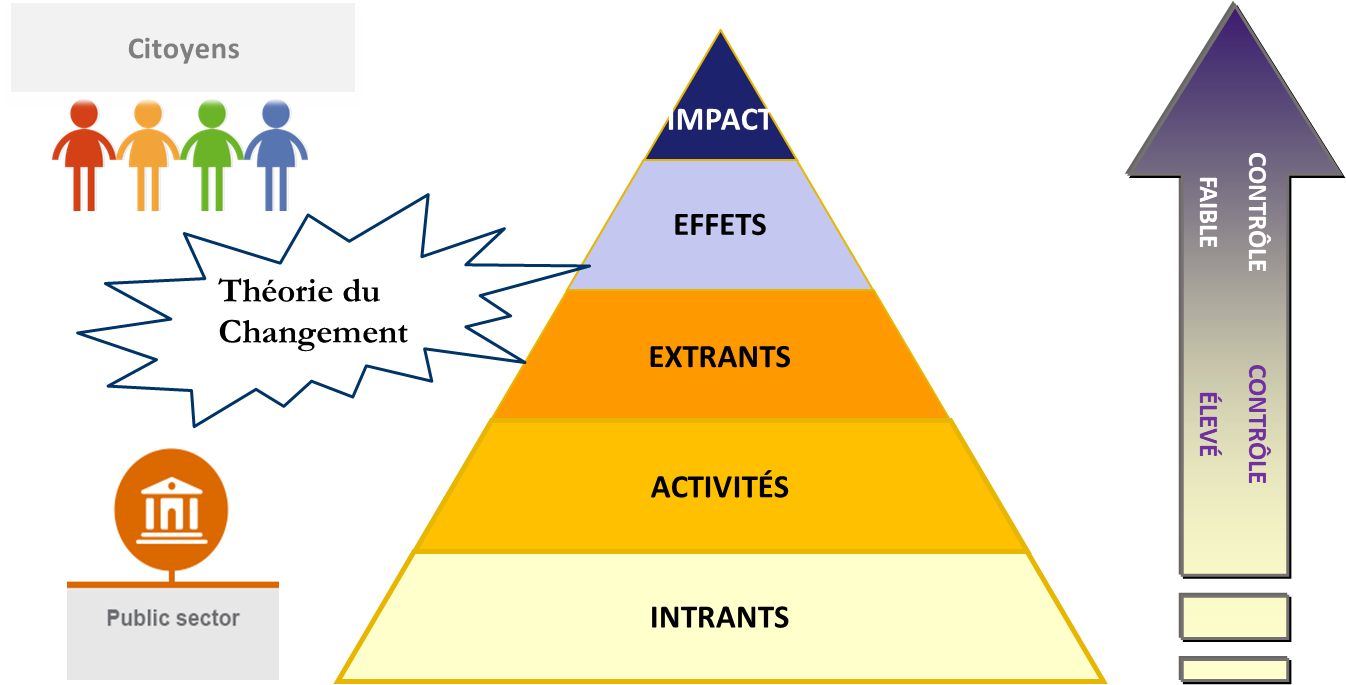 Citoyens
IMPACT
EFFETS
Théorie du
Changement
EXTRANTS
ACTIVITÉS
INTRANTS
Public sector
CONTRÔLE
FAIBLE
CONTRÔLE
ÉLEVÉ